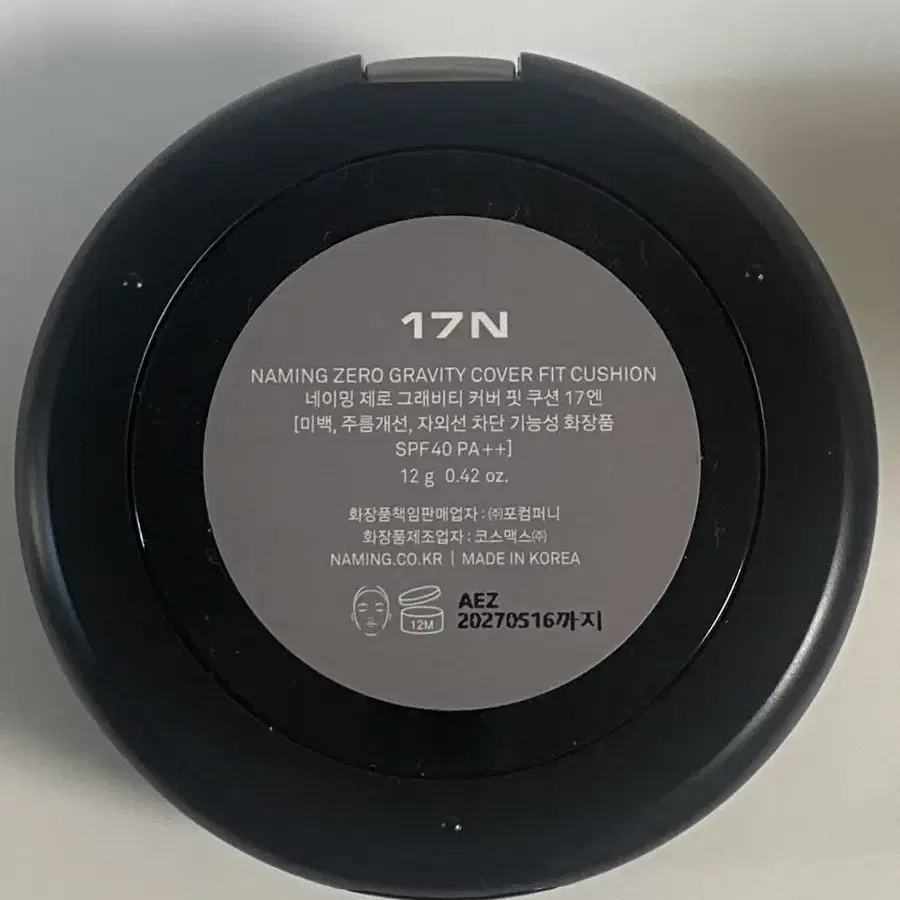 17N
NAMING ZERO GRAVITY COVER FIT CUSHION
네이밍 제로 그래비티 커버 핏 쿠션 17엔
[미백, 주름개선, 자외선 차단 기능성 화장품
SPF40 PA++]
12 g 0.42 oz.
화장품책임판매업자 : ㈜포컴퍼니
화장품제조업자 : 코스맥스㈜
NAMING.CO.KR | MADE IN KOREA
12M
AEZ
20270516까지